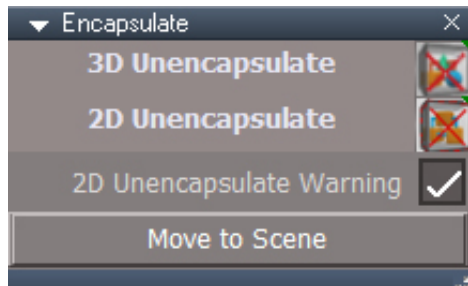 Encapsulate
3D Unencapsulate
2D Unencapsulate
2D Unencapsulate Warning
Move to Scene